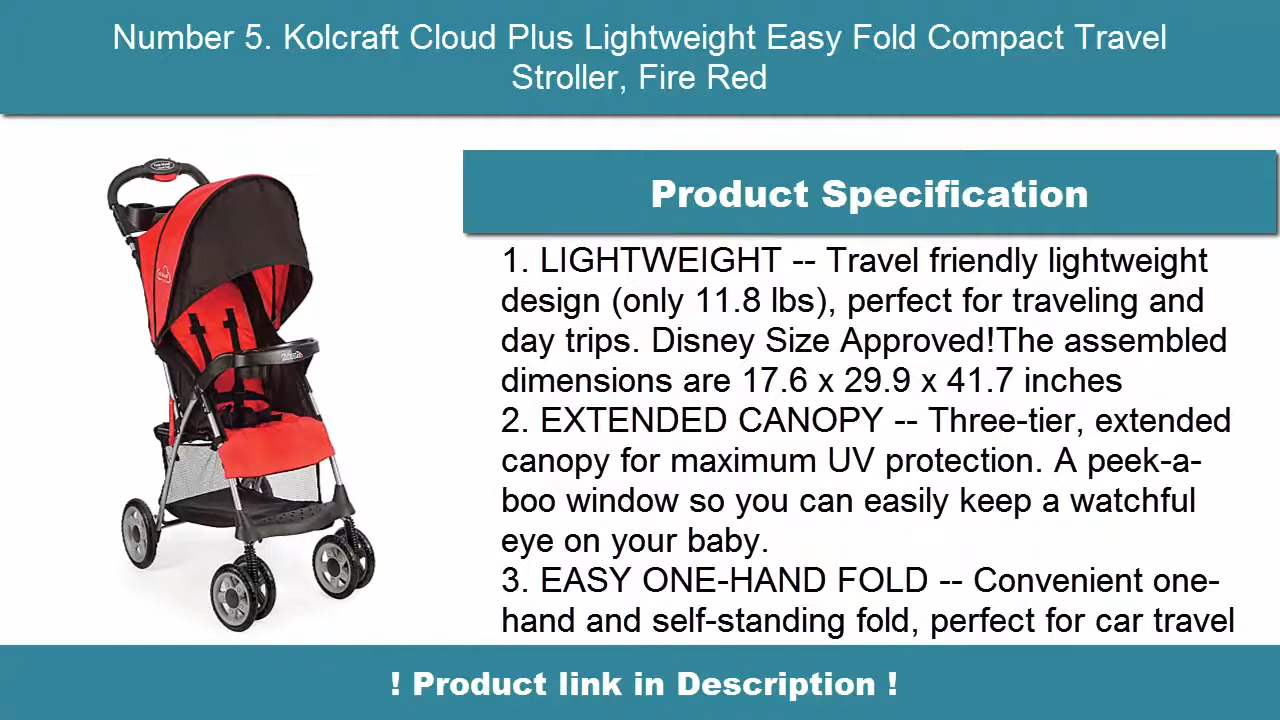 Number 5. Kolcraft Cloud Plus Lightweight Easy Fold Compact Travel
Stroller, Fire Red
Product Specification
1. LIGHTWEIGHT -- Travel friendly lightweight
design (only 11.8 lbs), perfect for traveling and
day trips. Disney Size Approved!The assembled
dimensions are 17.6 x 29.9 x 41.7 inches
2. EXTENDED CANOPY -- Three-tier, extended
canopy for maximum UV protection. A peek-a-
boo window so you can easily keep a watchful
eye on your baby.
3. EASY ONE-HAND FOLD -- Convenient one-
hand and self-standing fold, perfect for car travel
! Product link in Description !